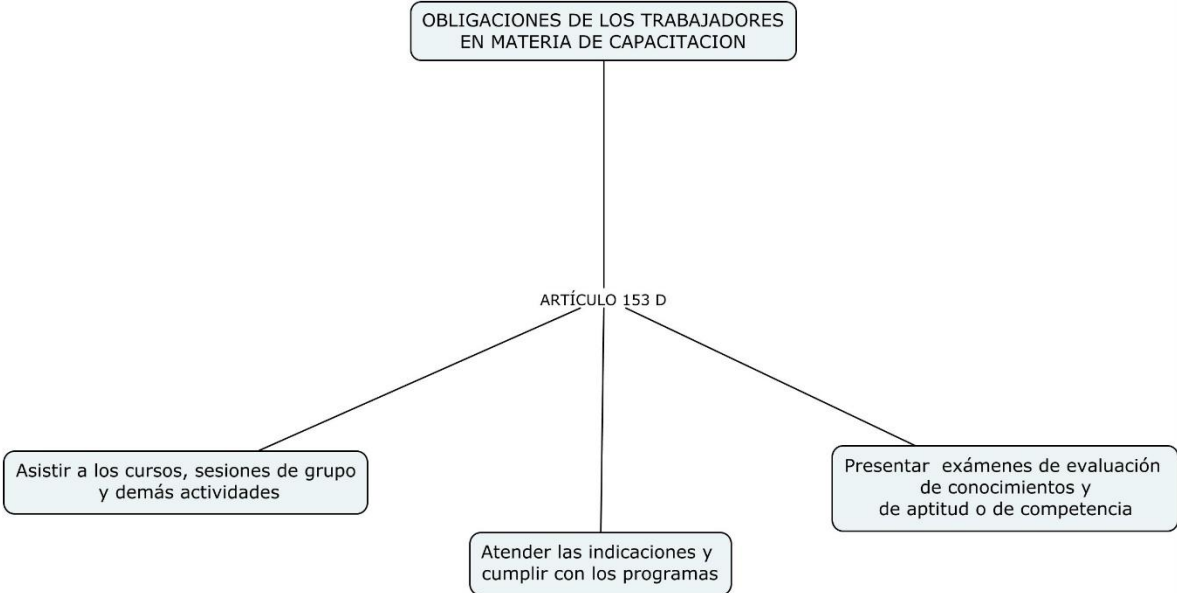 OBLIGACIONES DE LOS TRABAJADORES
EN MATERIA DE CAPACITACION
ARTÍCULO 153 D
Asistir a los cursos, sesiones de grupo
y demás actividades
Atender las indicaciones y
cumplir con los programas
Presentar exámenes de evaluación
de conocimientos y
de aptitud o de competencia